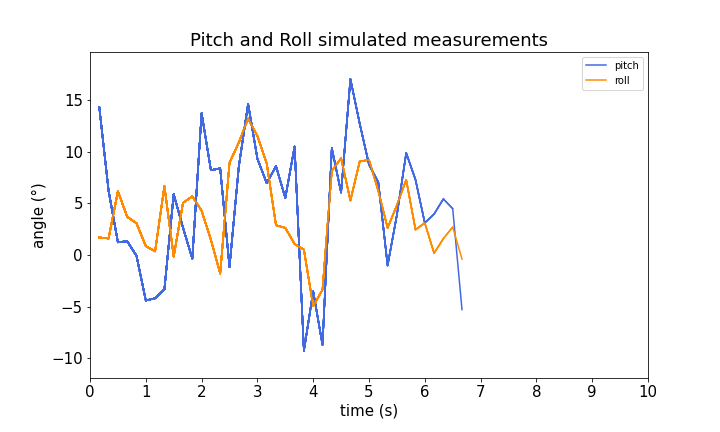 Pitch and Roll simulated measurements
pitch
roll
15
10
5
0
−5
−10
angle (°)
0 1 2 3 4 5 6 7 8 9 10
time (s)